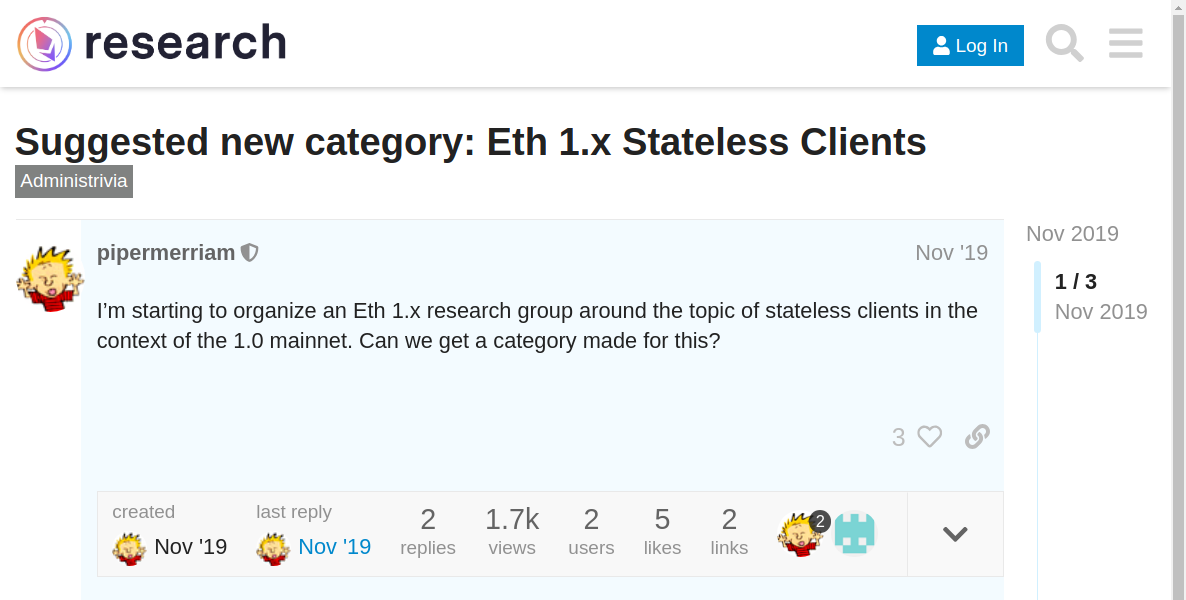 research
Log In
Suggested new category: Eth 1.x Stateless Clients
Administrivia
pipermerriam
Nov '19
I’m starting to organize an Eth 1.x research group around the topic of stateless clients in the
context of the 1.0 mainnet. Can we get a category made for this?
3
created
Nov '19
last reply
Nov '19
2
replies
1.7k
views
2
users
5
likes
2
links
2
Nov 2019
1 / 3
Nov 2019